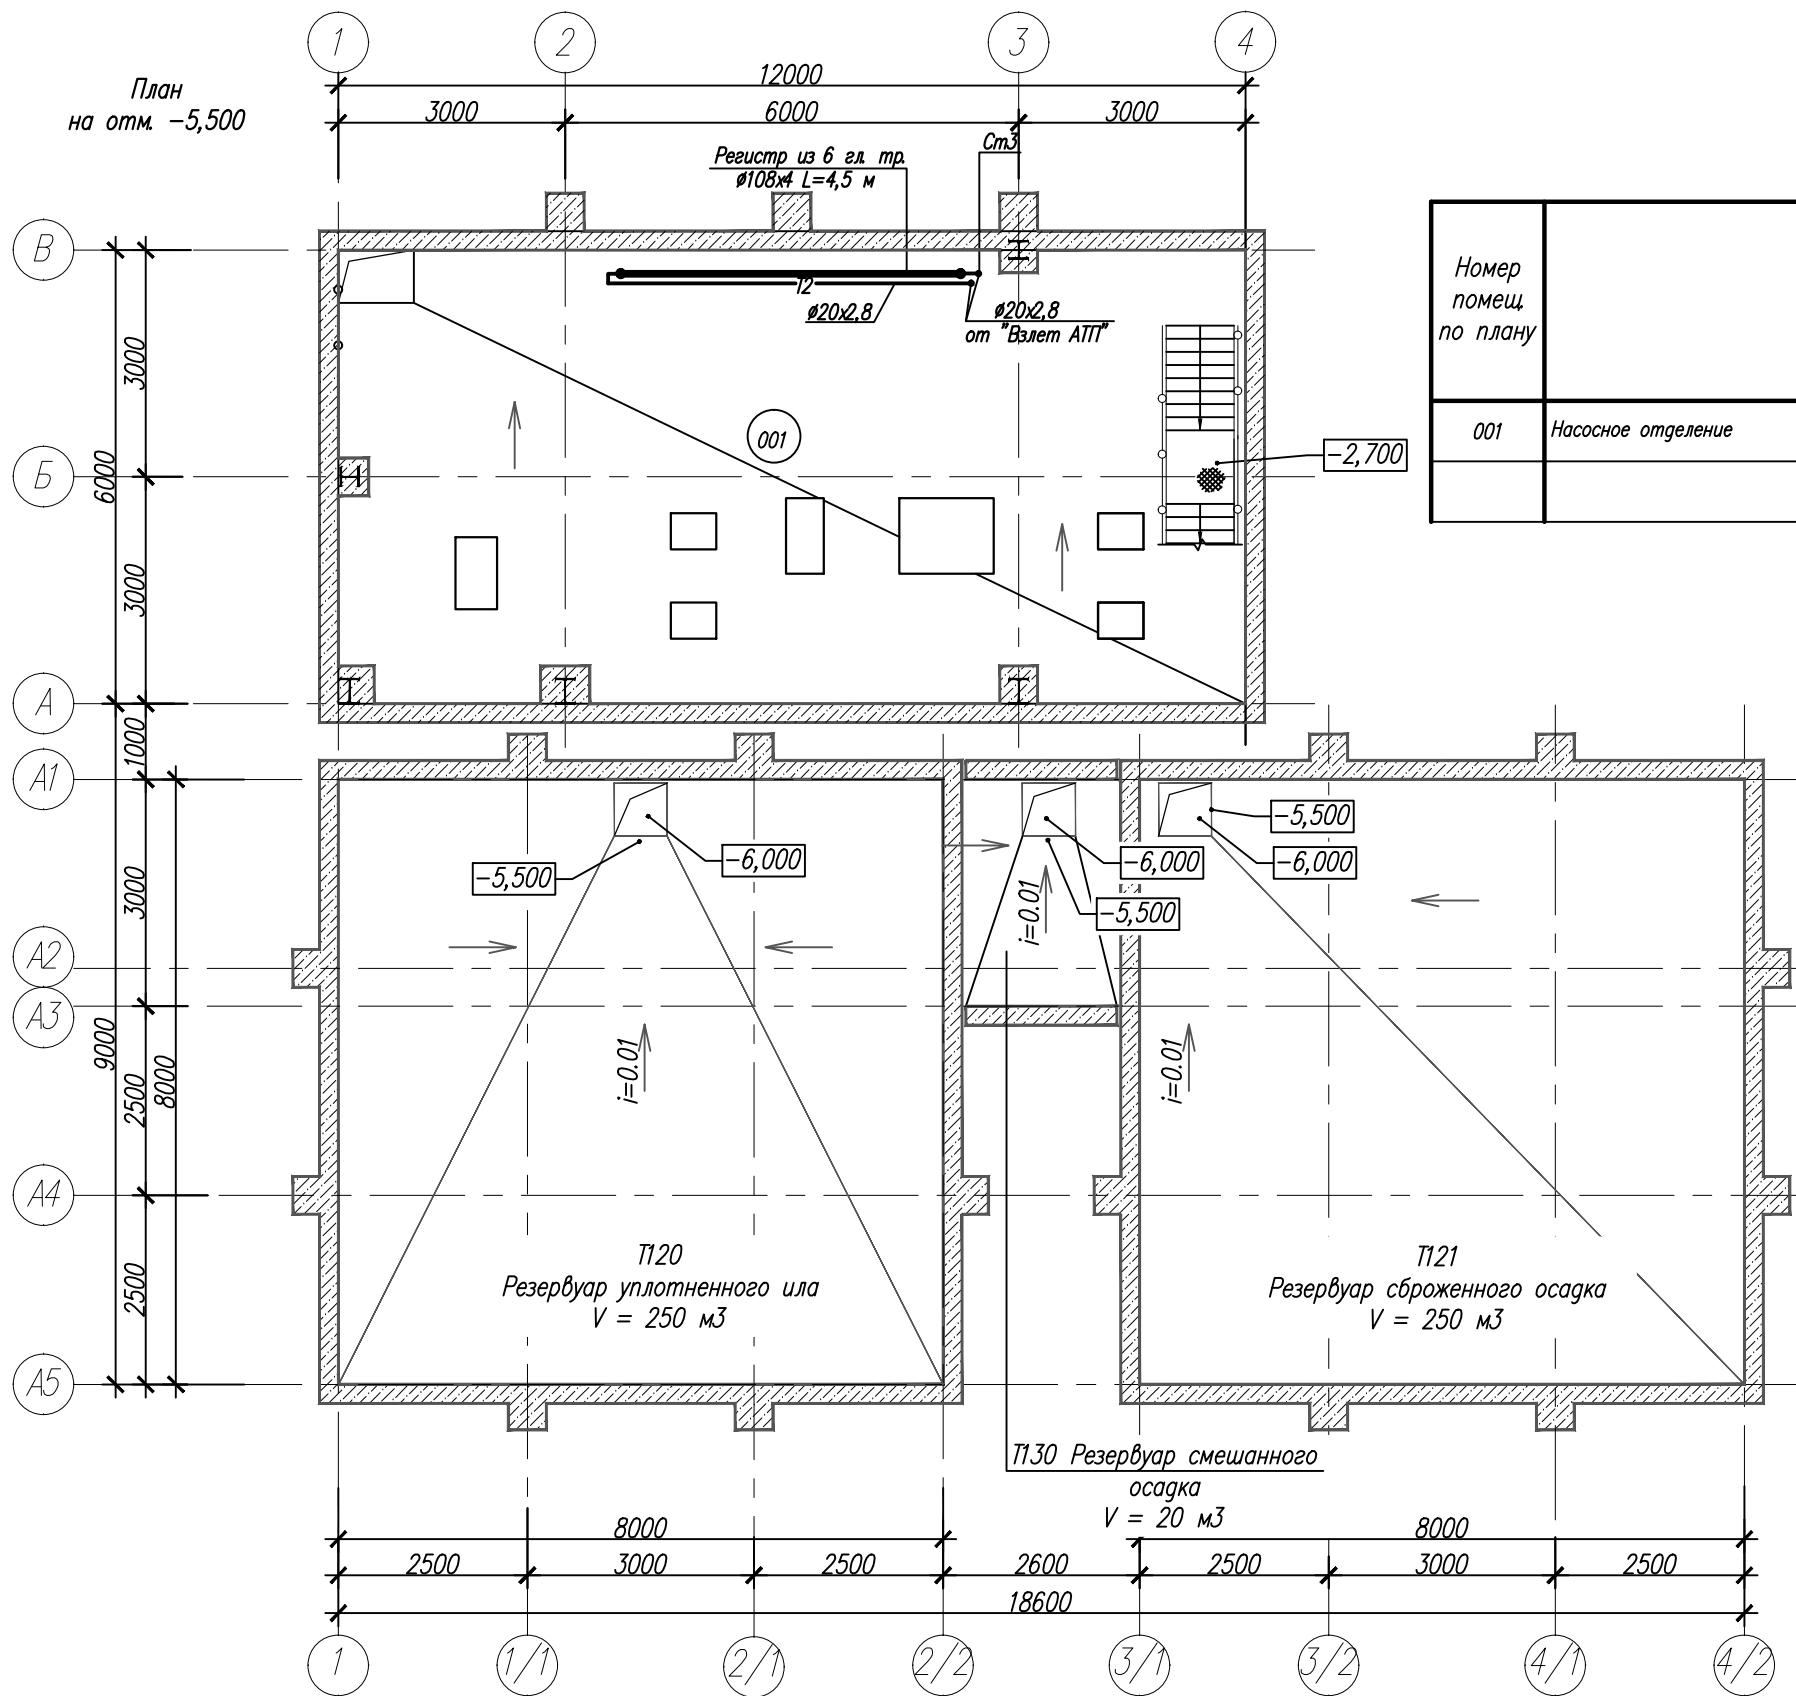 1
2
3
4
План
на отм. -5,500
12000
3000
6000
3000
Регистр из 6 гл. тр.
ø108х4 L=4,5 м
Ст3
В
Номер
помещ.
по плану
Т2
ø20х2,8
ø20х2,8
от "Взлет АТП"
3000
001
001
Насосное отделение
-2,700
Б
6000
3000
А
1000
А1
-5,500
-6,000
-6,000
-5,500
-5,500
-6,000
3000
i=0.01
А2
А3
9000
2500
8000
i=0.01
i=0.01
А4
2500
Т120
Резервуар уплотненного ила
V = 250 м3
Т121
Резервуар сброженного осадка
V = 250 м3
А5
Т130 Резервуар смешанного
осадка
V = 20 м3
8000
8000
2500
3000
2500
2600
2500
3000
2500
18600
1
1/1
2/1
2/2
3/1
3/2
4/1
4/2